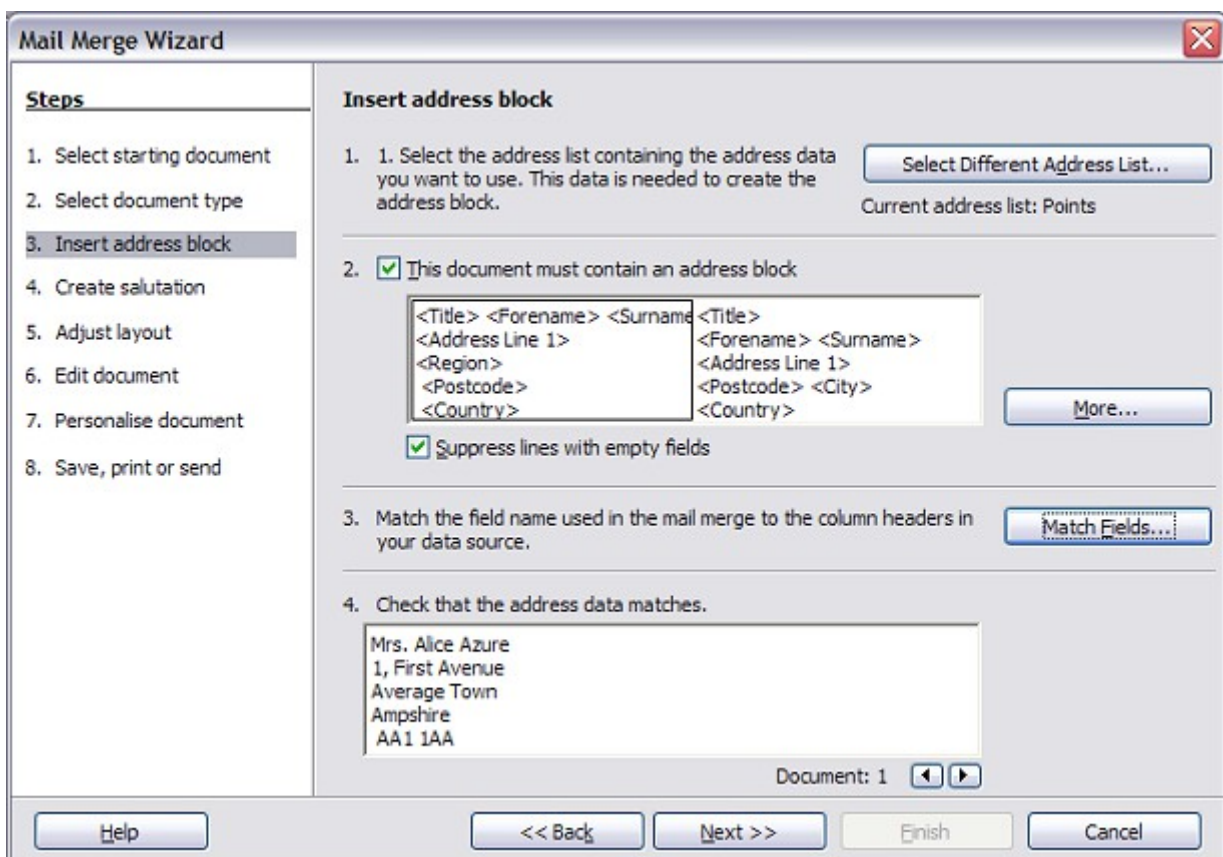 Mail Merge Wizard
Steps
1. Select starting document
2. Select document type
3. Insert address block
4. Create salutation
5. Adjust layout
6. Edit document
7. Personalise document
8. Save, print or send
Insert address block
1. 1. Select the address list containing the address data
you want to use. This data is needed to create the
address block.
Select Different Address List...
Current address list: Points
2. This document must contain an address block
<Title> <Forename> <Surname
<Address Line 1>
<Region>
<Postcode>
<Country>
<Title>
<Forename> <Surname>
<Address Line 1>
<Postcode> <City>
<Country>
More...
Suppress lines with empty fields
3. Match the field name used in the mail merge to the column headers in
your data source.
Match Fields...
4. Check that the address data matches.
Mrs. Alice Azure
1, First Avenue
Average Town
Ampshire
AA1 1AA
Document: 1
Help
<< Back
Next >>
Finish
Cancel